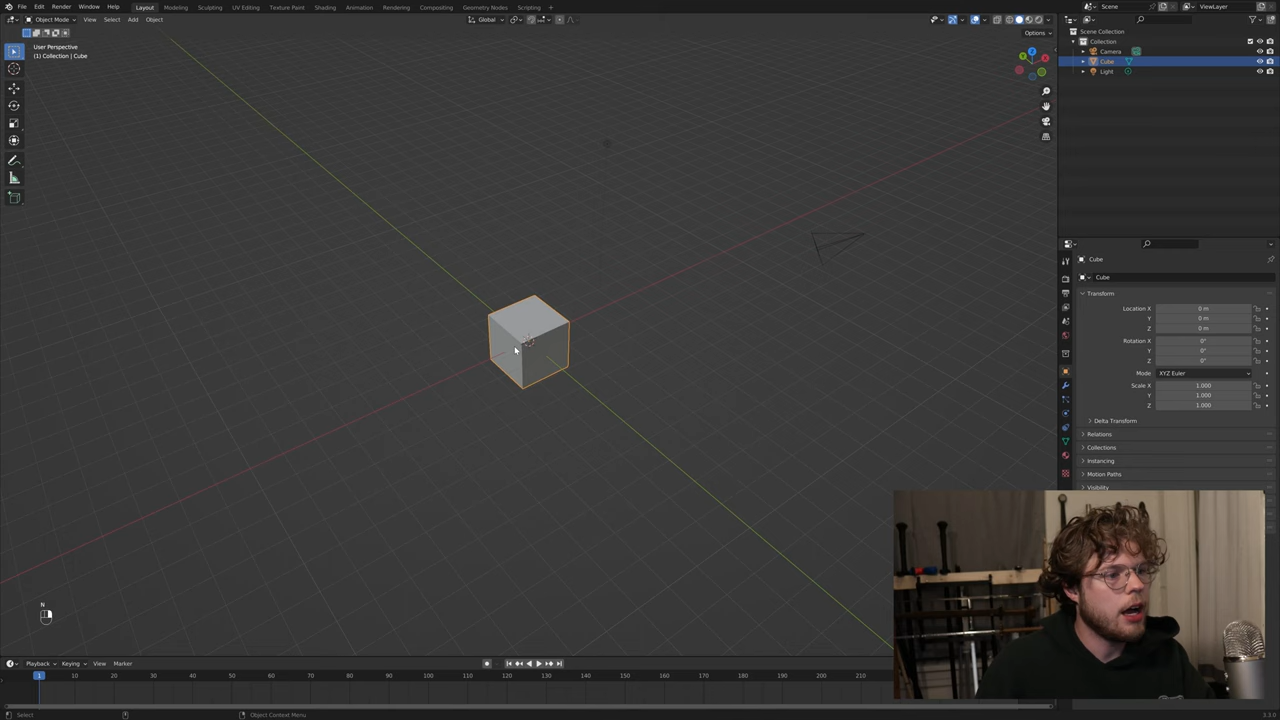 File Edit Render Window Help Layout Modeling Sculpting UV Editing Texture Paint Shading Animation Rendering Compositing Geometry Nodes Scripting Scene ViewLayer
Object Mode View Select Add Object Global
Options
User Perspective
(1) Collection | Cube
Scene Collection
Collection
Camera
Cube
Light
Z
Y
X
Cube
Cube
Transform
Location X 0 m
Y 0 m
Z 0 m
Rotation X 0°
Y 0°
Z 0°
Mode XYZ Euler
Scale X 1.000
Y 1.000
Z 1.000
Delta Transform
Relations
Collections
Instancing
Motion Paths
Visibility
N
Playback Keying View Marker
1 10 20 30 40 50 60 70 80 90 100 110 120 130 140 150 160 170 180 190 200 210
Select Object Context Menu 3.3.0